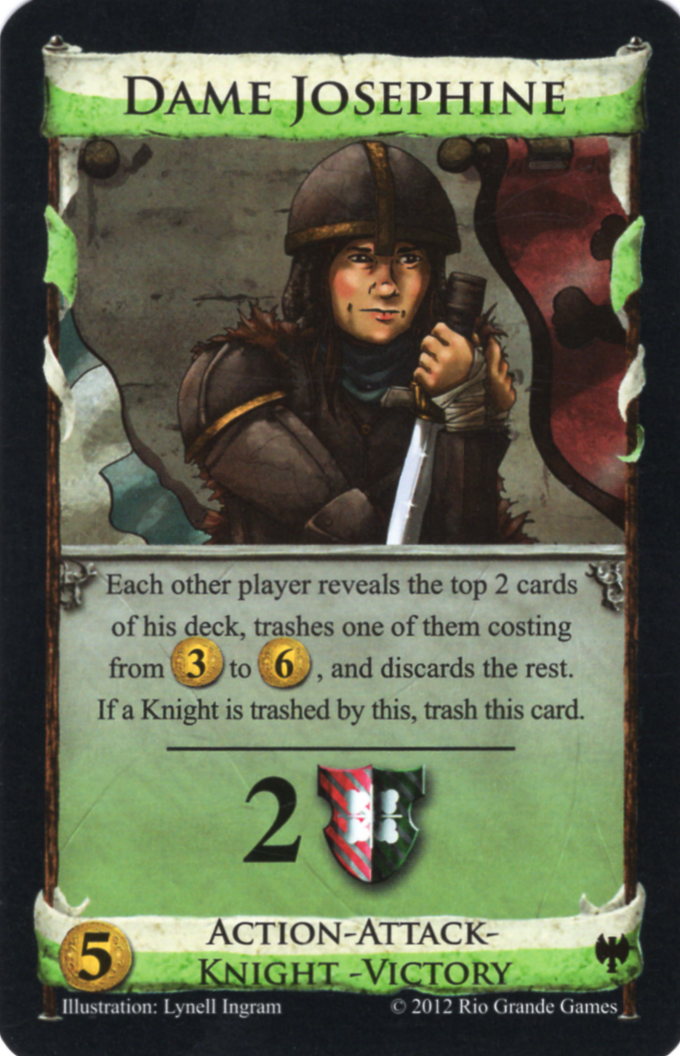 Dame Josephine
Each other player reveals the top 2 cards
of his deck, trashes one of them costing
from 3 to 6 , and discards the rest.
If a Knight is trashed by this, trash this card.
2
5
Action-Attack-
Knight -Victory
Illustration: Lynell Ingram © 2012 Rio Grande Games